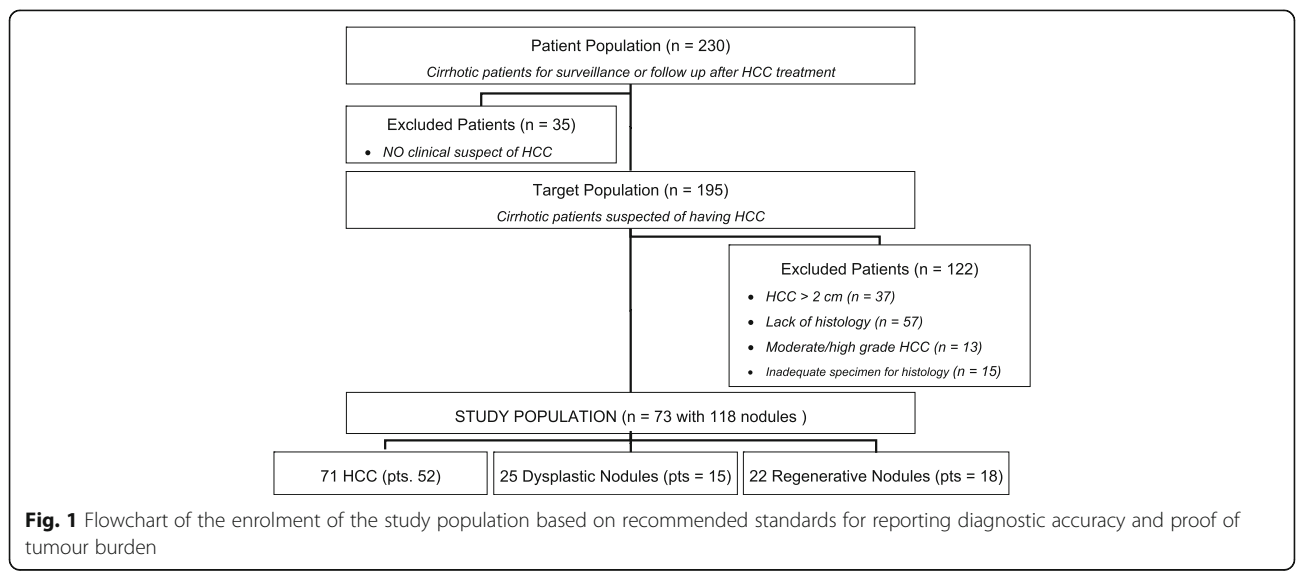 Patient Population (n = 230)
Cirrhotic patients for surveillance or follow up after HCC treatment
Excluded Patients (n = 35)
• NO clinical suspect of HCC
Target Population (n = 195)
Cirrhotic patients suspected of having HCC
Excluded Patients (n = 122)
• HCC > 2 cm (n = 37)
• Lack of histology (n = 57)
• Moderate/high grade HCC (n = 13)
• Inadequate specimen for histology (n = 15)
STUDY POPULATION (n = 73 with 118 nodules )
71 HCC (pts. 52)
25 Dysplastic Nodules (pts = 15)
22 Regenerative Nodules (pts = 18)
Fig. 1 Flowchart of the enrolment of the study population based on recommended standards for reporting diagnostic accuracy and proof of
tumour burden